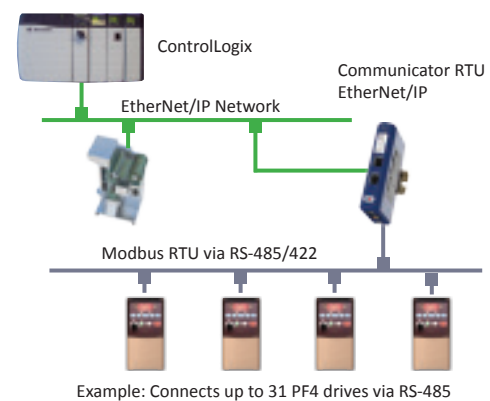 ControlLogix
Communicator RTU
EtherNet/IP
EtherNet/IP Network
Modbus RTU via RS-485/422
Example: Connects up to 31 PF4 drives via RS-485